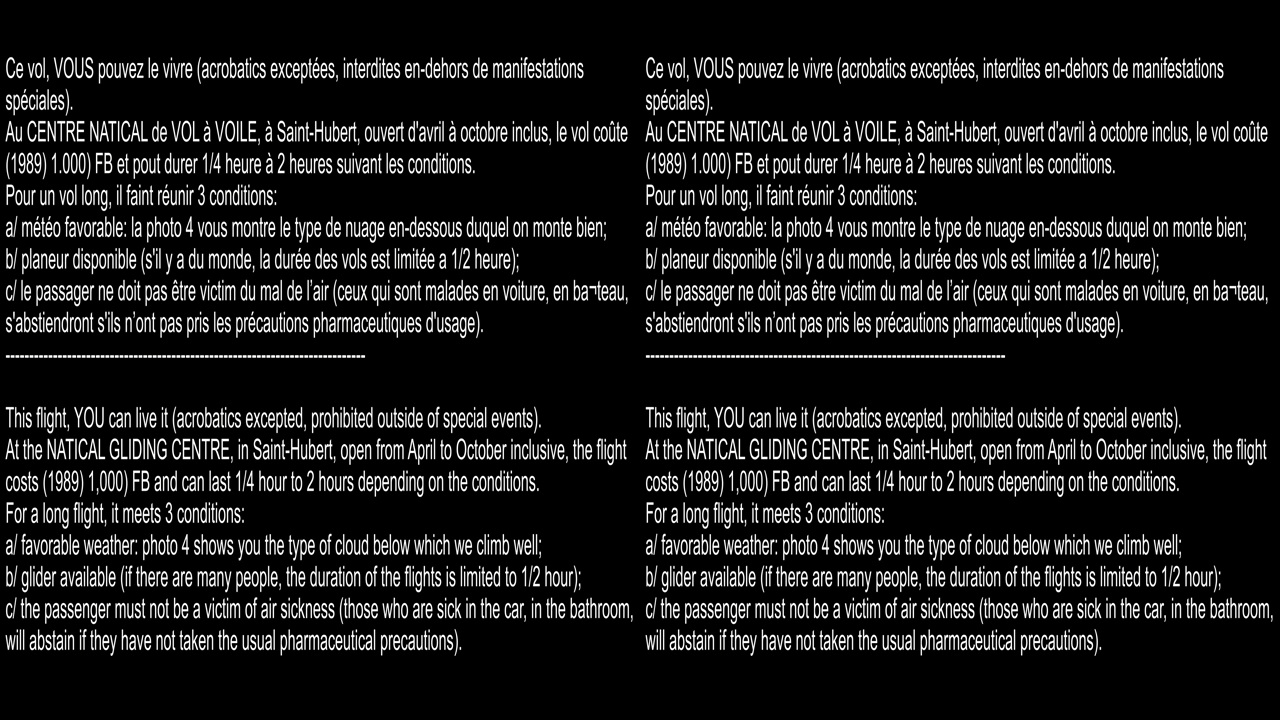 Ce vol, VOUS pouvez le vivre (acrobatics exceptées, interdites en-dehors de manifestations
spéciales).
Au CENTRE NATICAL de VOL à VOILE, à Saint-Hubert, ouvert d'avril à octobre inclus, le vol coûte
(1989) 1.000) FB et pout durer 1/4 heure à 2 heures suivant les conditions.
Pour un vol long, il faint réunir 3 conditions:
a/ météo favorable: la photo 4 vous montre le type de nuage en-dessous duquel on monte bien;
b/ planeur disponible (s'il y a du monde, la durée des vols est limitée a 1/2 heure);
c/ le passager ne doit pas être victim du mal de l’air (ceux qui sont malades en voiture, en ba¬teau,
s'abstiendront s'ils n’ont pas pris les précautions pharmaceutiques d'usage).
------------------------------------------------------------------------------
This flight, YOU can live it (acrobatics excepted, prohibited outside of special events).
At the NATICAL GLIDING CENTRE, in Saint-Hubert, open from April to October inclusive, the flight
costs (1989) 1,000) FB and can last 1/4 hour to 2 hours depending on the conditions.
For a long flight, it meets 3 conditions:
a/ favorable weather: photo 4 shows you the type of cloud below which we climb well;
b/ glider available (if there are many people, the duration of the flights is limited to 1/2 hour);
c/ the passenger must not be a victim of air sickness (those who are sick in the car, in the bathroom,
will abstain if they have not taken the usual pharmaceutical precautions).
Ce vol, VOUS pouvez le vivre (acrobatics exceptées, interdites en-dehors de manifestations
spéciales).
Au CENTRE NATICAL de VOL à VOILE, à Saint-Hubert, ouvert d'avril à octobre inclus, le vol coûte
(1989) 1.000) FB et pout durer 1/4 heure à 2 heures suivant les conditions.
Pour un vol long, il faint réunir 3 conditions:
a/ météo favorable: la photo 4 vous montre le type de nuage en-dessous duquel on monte bien;
b/ planeur disponible (s'il y a du monde, la durée des vols est limitée a 1/2 heure);
c/ le passager ne doit pas être victim du mal de l’air (ceux qui sont malades en voiture, en ba¬teau,
s'abstiendront s'ils n’ont pas pris les précautions pharmaceutiques d'usage).
------------------------------------------------------------------------------
This flight, YOU can live it (acrobatics excepted, prohibited outside of special events).
At the NATICAL GLIDING CENTRE, in Saint-Hubert, open from April to October inclusive, the flight
costs (1989) 1,000) FB and can last 1/4 hour to 2 hours depending on the conditions.
For a long flight, it meets 3 conditions:
a/ favorable weather: photo 4 shows you the type of cloud below which we climb well;
b/ glider available (if there are many people, the duration of the flights is limited to 1/2 hour);
c/ the passenger must not be a victim of air sickness (those who are sick in the car, in the bathroom,
will abstain if they have not taken the usual pharmaceutical precautions).